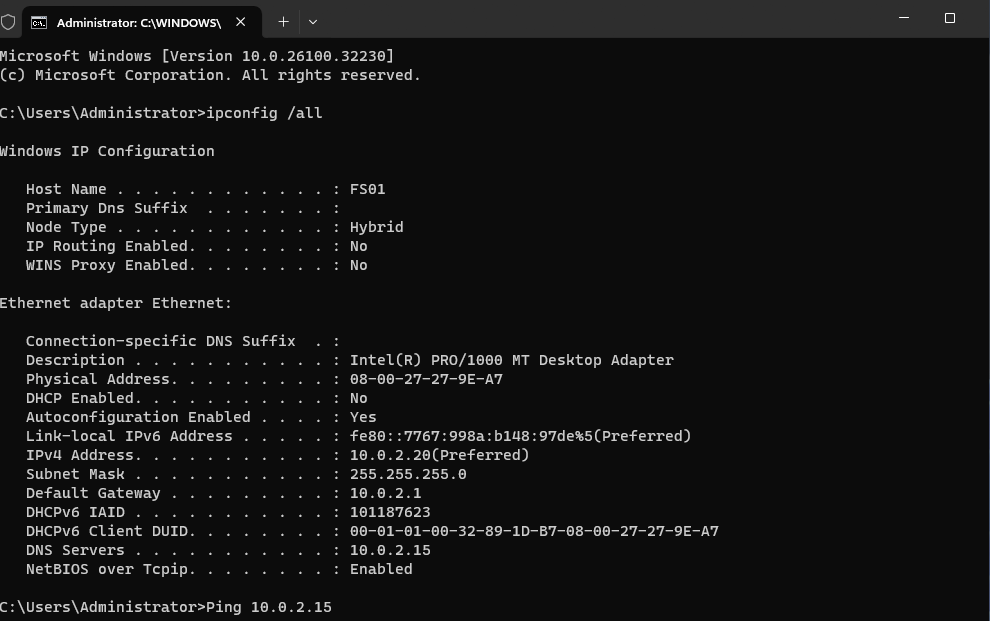 Administrator: C:\WINDOWS\
Microsoft Windows [Version 10.0.26100.32230]
(c) Microsoft Corporation. All rights reserved.
C:\Users\Administrator>ipconfig /all
Windows IP Configuration
Host Name . . . . . . . . . . . . : FS01
Primary Dns Suffix  . . . . . . . :
Node Type . . . . . . . . . . . . : Hybrid
IP Routing Enabled. . . . . . . . : No
WINS Proxy Enabled. . . . . . . . : No
Ethernet adapter Ethernet:
Connection-specific DNS Suffix  . :
Description . . . . . . . . . . . : Intel(R) PRO/1000 MT Desktop Adapter
Physical Address. . . . . . . . . : 08-00-27-27-9E-A7
DHCP Enabled. . . . . . . . . . . : No
Autoconfiguration Enabled . . . . : Yes
Link-local IPv6 Address . . . . . : fe80::7767:998a:b148:97de%5(Preferred)
IPv4 Address. . . . . . . . . . . : 10.0.2.20(Preferred)
Subnet Mask . . . . . . . . . . . : 255.255.255.0
Default Gateway . . . . . . . . . : 10.0.2.1
DHCPv6 IAID . . . . . . . . . . . : 101187623
DHCPv6 Client DUID. . . . . . . . : 00-01-01-00-32-89-1D-B7-08-00-27-27-9E-A7
DNS Servers . . . . . . . . . . . : 10.0.2.15
NetBIOS over Tcpip. . . . . . . . : Enabled
C:\Users\Administrator>Ping 10.0.2.15